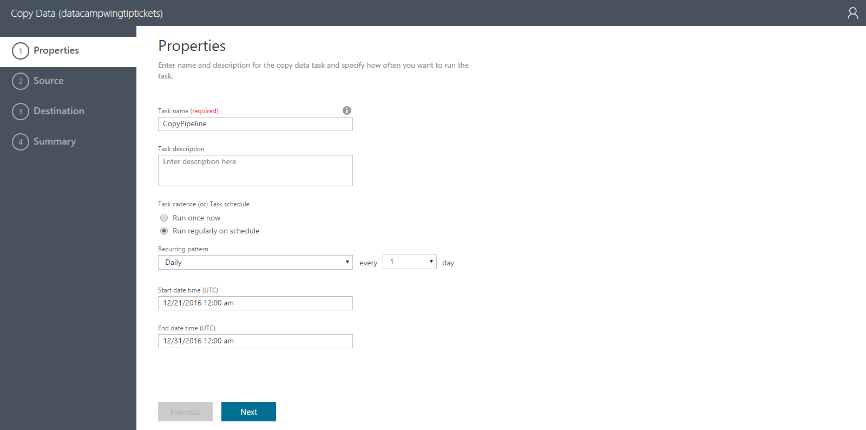 Copy Data (datacampwingtiptickets)
1 Properties
2 Source
3 Destination
4 Summary
Properties
Enter name and description for the copy data task and specify how often you want to run the
task.
Task name (required)
CopyPipeline
Task description
Enter description here
Task cadence (or) Task schedule
Run once now
Run regularly on schedule
Recurring pattern
Daily every 1 day
Start date time (UTC)
12/21/2016 12:00 am
End date time (UTC)
12/31/2016 12:00 am
Previous Next